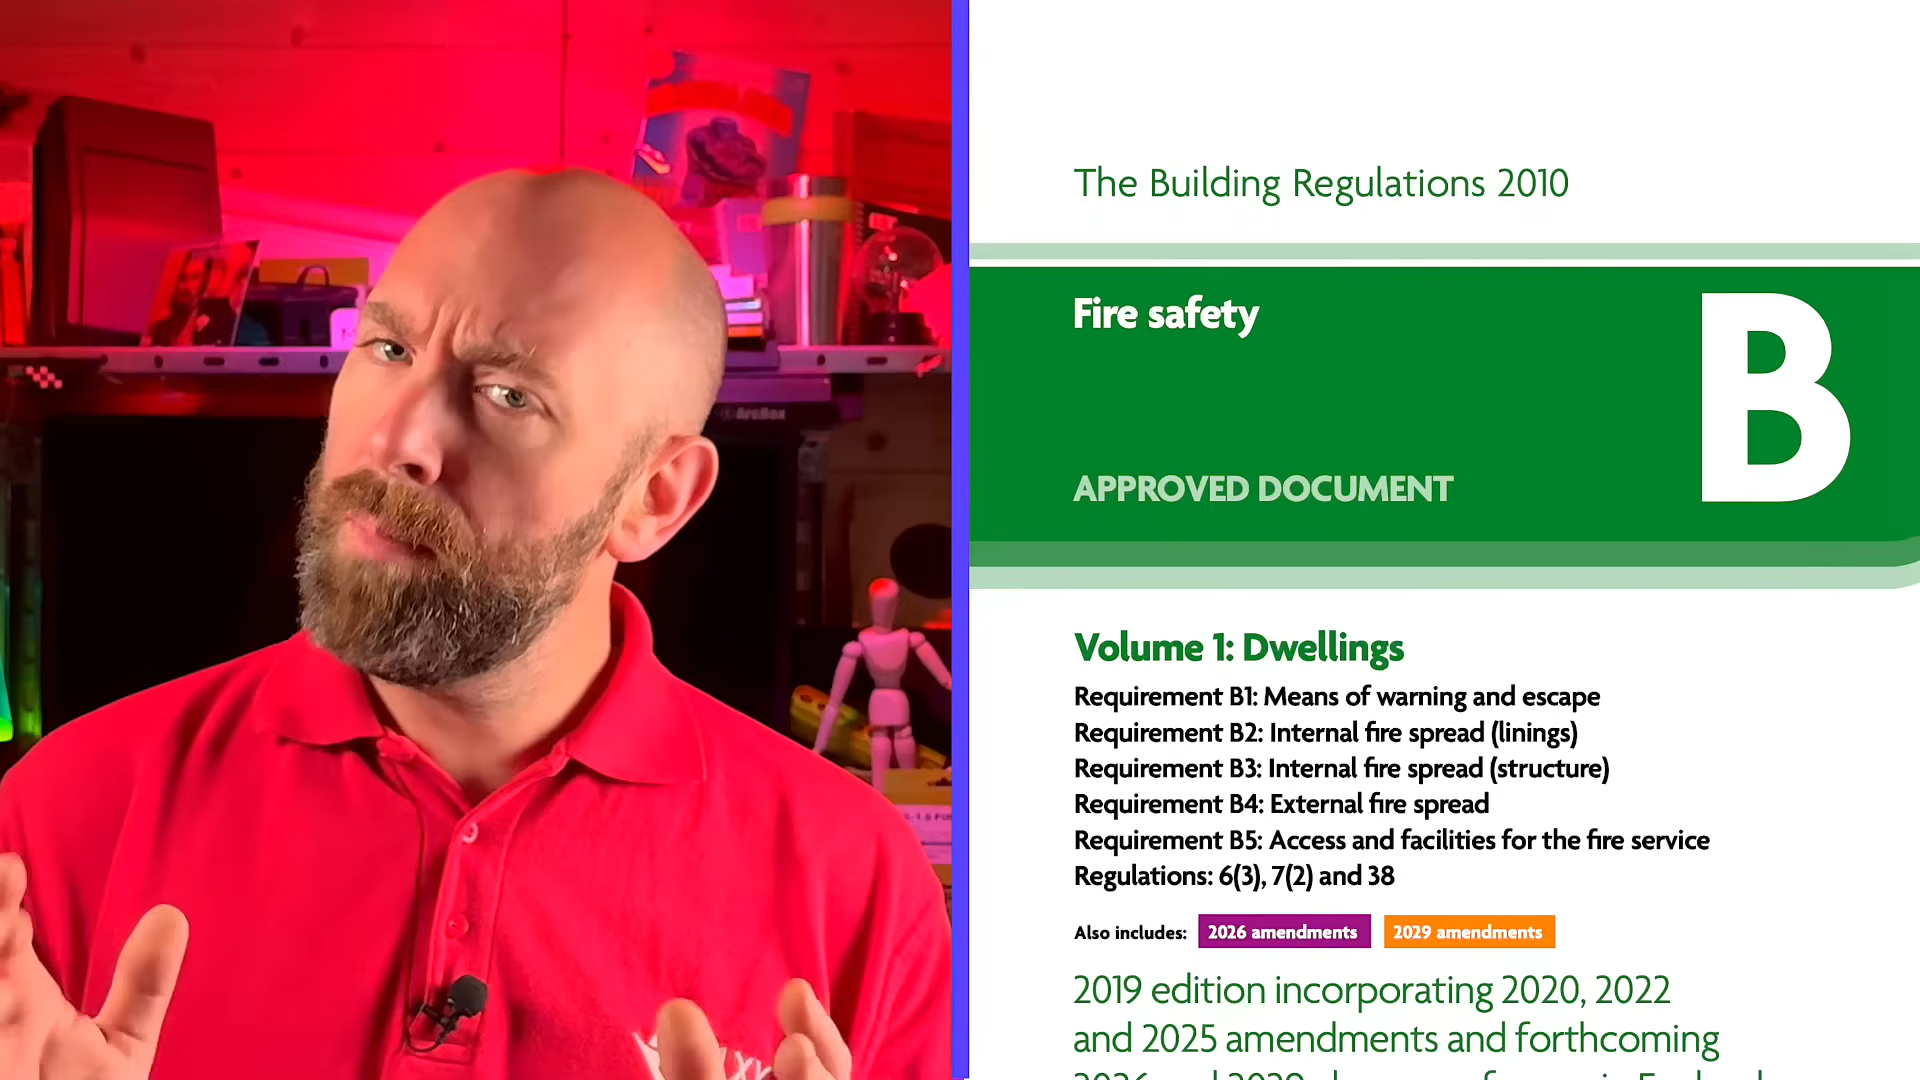 ArcBox
The Building Regulations 2010
Fire safety
B
APPROVED DOCUMENT
Volume 1: Dwellings
Requirement B1: Means of warning and escape
Requirement B2: Internal fire spread (linings)
Requirement B3: Internal fire spread (structure)
Requirement B4: External fire spread
Requirement B5: Access and facilities for the fire service
Regulations: 6(3), 7(2) and 38
Also includes: 2026 amendments 2029 amendments
2019 edition incorporating 2020, 2022
and 2025 amendments and forthcoming